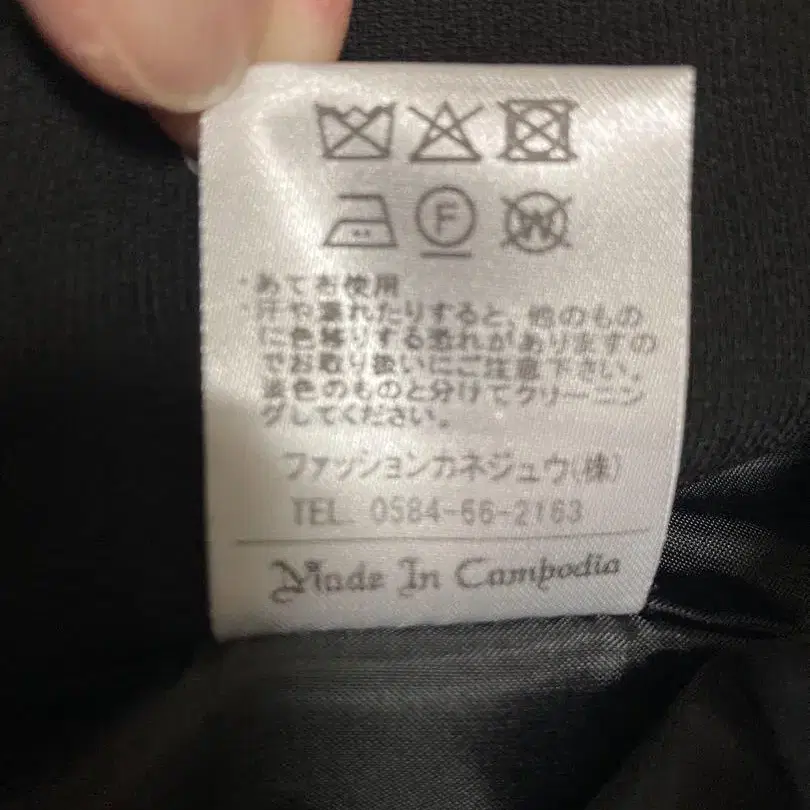 F W
・あて布使用
・汗や濡れたりすると、他のもの
に色移りする恐れがありますの
でお取り扱いにご注意下さい。
淡色のものと分けてクリーニン
グしてください。
ファッションカネジュウ(株)
TEL. 0584-66-2163
Made In Cambodia